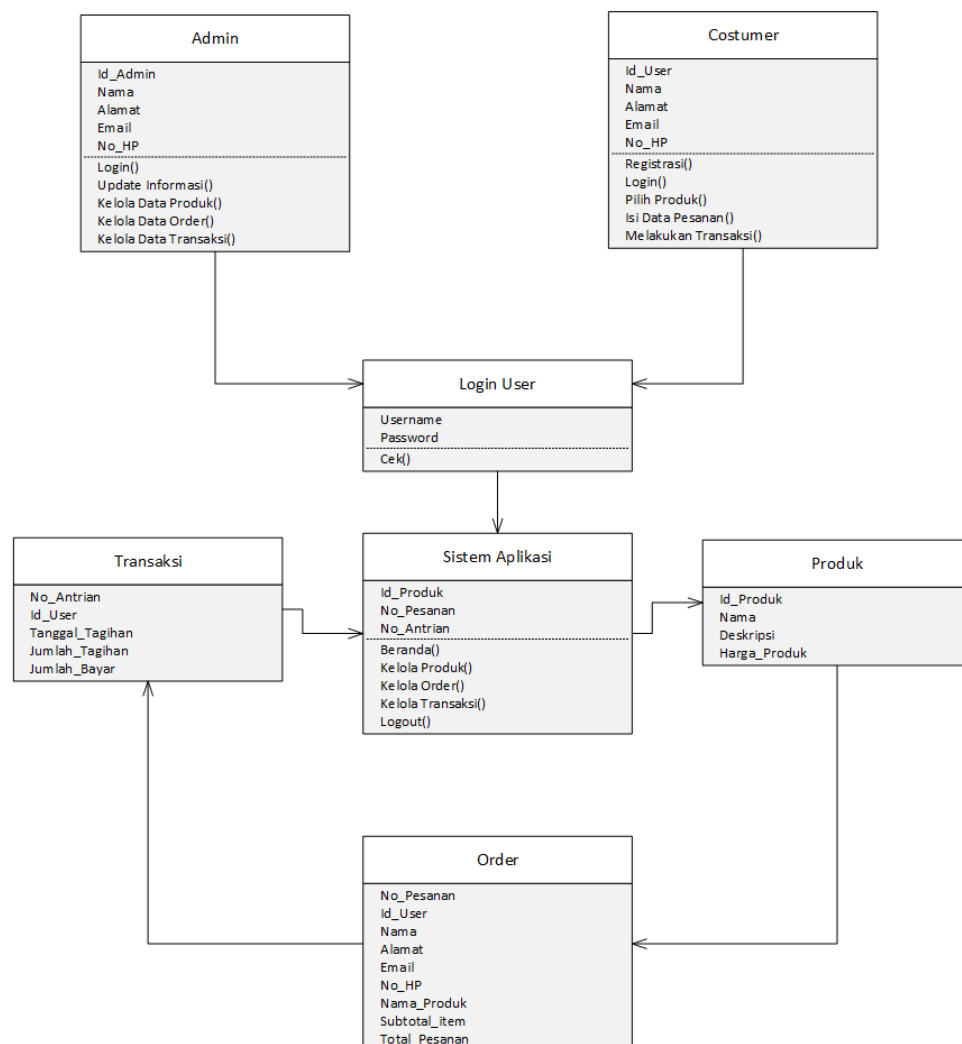 Admin
Id_Admin
Nama
Alamat
Email
No_HP
Login()
Update Informasi()
Kelola Data Produk()
Kelola Data Order()
Kelola Data Transaksi()
Costumer
Id_User
Nama
Alamat
Email
No_HP
Registrasi()
Login()
Pilih Produk()
Isi Data Pesanan()
Melakukan Transaksi()
Login User
Username
Password
Cek()
Transaksi
No_Antrian
Id_User
Tanggal_Tagihan
Jumlah_Tagihan
Jumlah_Bayar
Sistem Aplikasi
Id_Produk
No_Pesanan
No_Antrian
Beranda()
Kelola Produk()
Kelola Order()
Kelola Transaksi()
Logout()
Produk
Id_Produk
Nama
Deskripsi
Harga_Produk
Order
No_Pesanan
Id_User
Nama
Alamat
Email
No_HP
Nama_Produk
Subtotal_item
Total_Pesanan